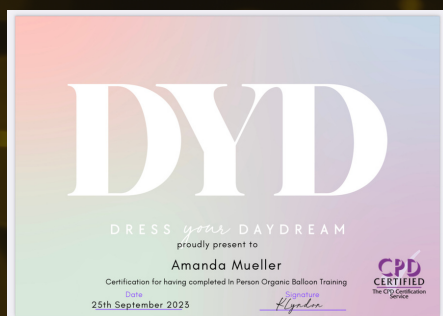 DYD
DRESS your DAYDREAM
proudly present to
Amanda Mueller
Certification for having completed In Person Organic Balloon Training
CPD
CERTIFIED
The CPD Certification
Service
Date
Signature
25th September 2023